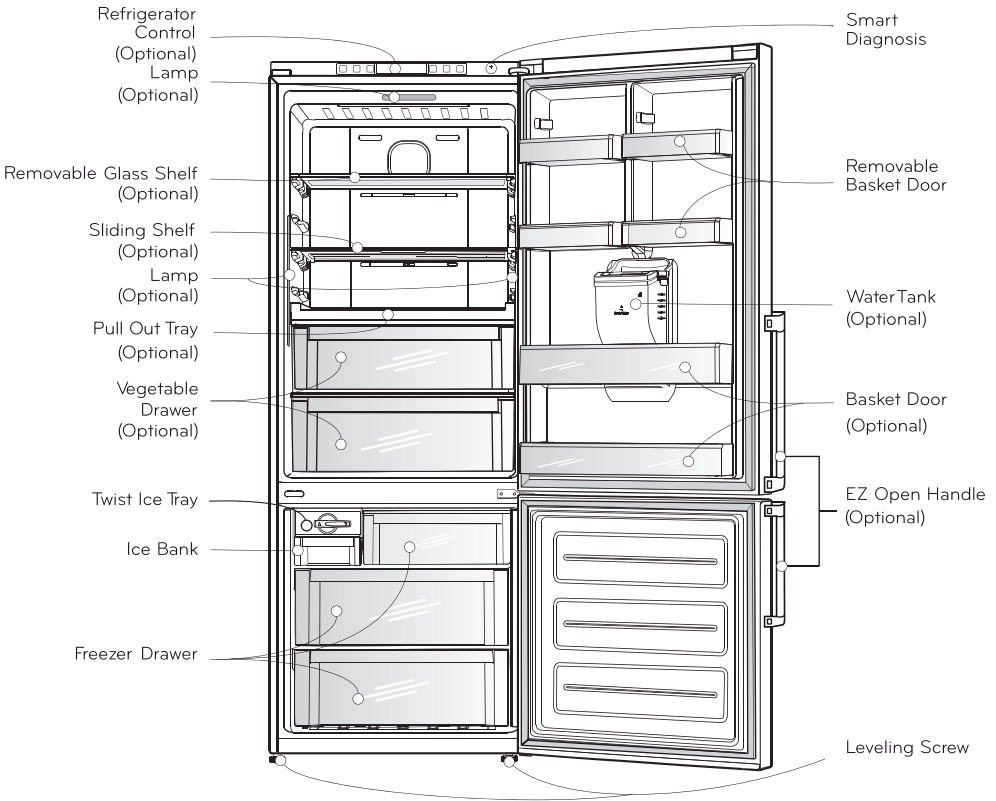 Refrigerator
Control
(Optional)
Lamp
(Optional)
Removable Glass Shelf
(Optional)
Sliding Shelf
(Optional)
Lamp
(Optional)
Pull Out Tray
(Optional)
Vegetable
Drawer
(Optional)
Twist Ice Tray
Ice Bank
Freezer Drawer
Smart
Diagnosis
Removable
Basket Door
Water Tank
(Optional)
Basket Door
(Optional)
EZ Open Handle
(Optional)
Leveling Screw